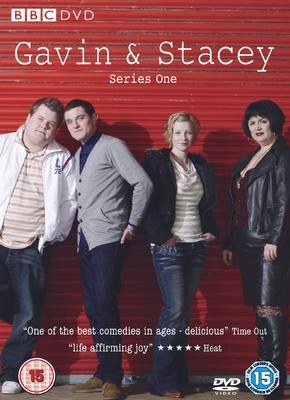 BBC DVD
Gavin & Stacey
Series One
"One of the best comedies in ages - delicious" Time Out
"life affirming joy" ★★★★★ Heat
15
DVD
VIDEO
15